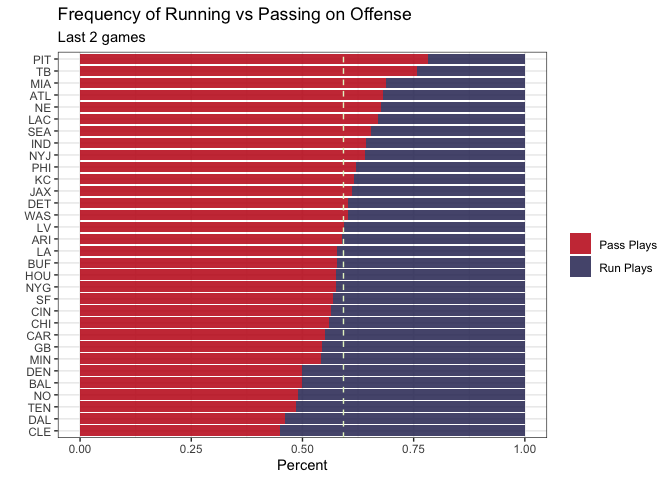 Frequency of Running vs Passing on Offense
Last 2 games
PIT
TB
MIA
ATL
NE
LAC
SEA
IND
NYJ
PHI
KC
JAX
DET
WAS
LV
ARI
LA
BUF
HOU
NYG
SF
CIN
CHI
CAR
GB
MIN
DEN
BAL
NO
TEN
DAL
CLE
0.00 0.25 0.50 0.75 1.00
Percent
Pass Plays
Run Plays